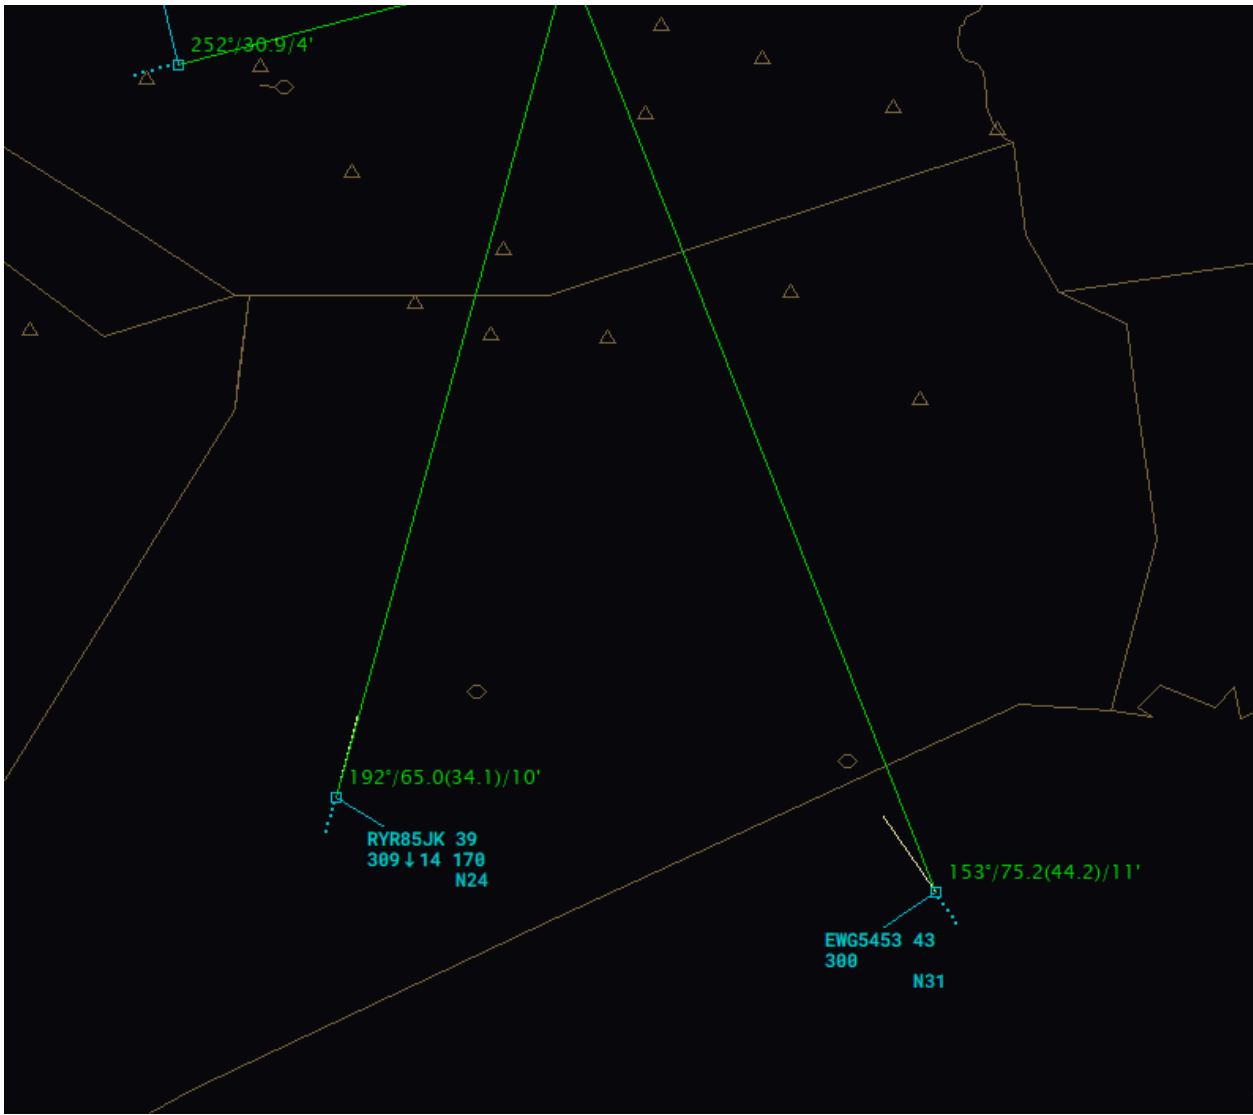 252°/30.9/4'
192°/65.0(34.1)/10'
RYR85JK 39
309↓14 170
N24
153°/75.2(44.2)/11'
EWG5453 43
300
N31